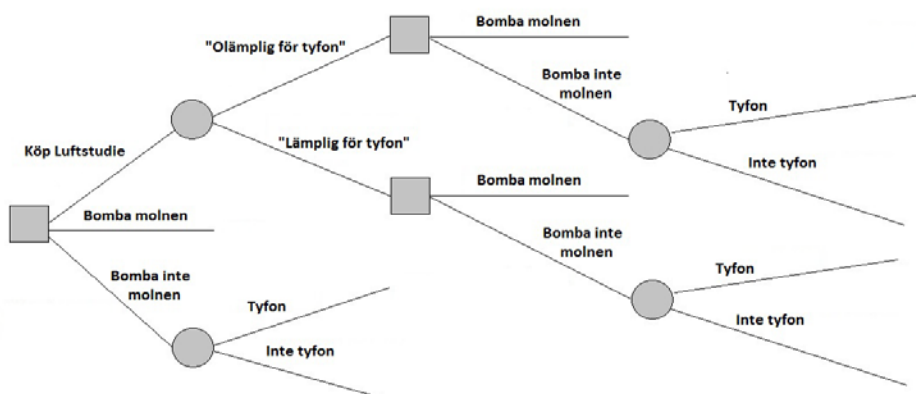 Bomba molnen
"Olämplig för tyfon"
Bomba inte
molnen
Tyfon
Inte tyfon
Köp Luftstudie
"Lämplig för tyfon"
Bomba molnen
Bomba inte
molnen
Tyfon
Inte tyfon
Bomba molnen
Bomba inte
molnen
Tyfon
Inte tyfon